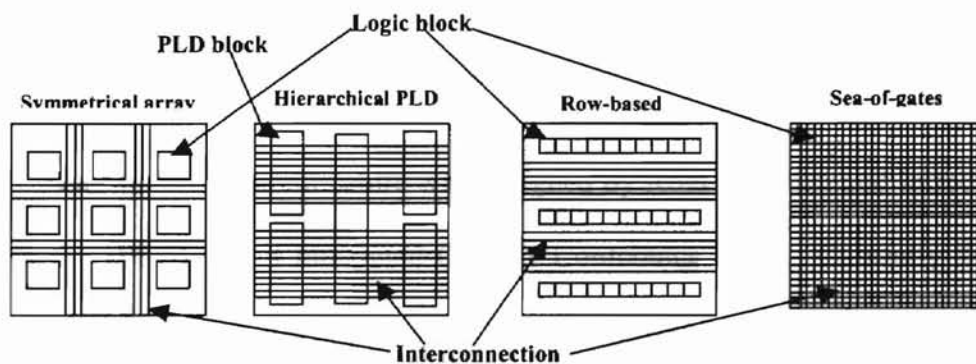 Logic block
PLD block
Symmetrical array
Hierarchical PLD
Row-based
Sea-of-gates
Interconnection